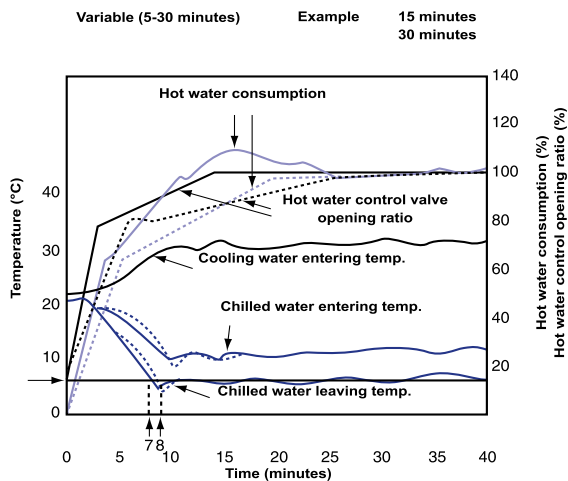 Variable (5-30 minutes) Example 15 minutes
30 minutes
140
Hot water consumption
120
100
Hot water control valve
opening ratio
40
80
30
Cooling water entering temp.
60
20
Chilled water entering temp.
40
10
20
Chilled water leaving temp.
0
7 8
0 5 10 15 20 25 30 35 40
Time (minutes)
Temperature (°C)
Hot water consumption (%)
Hot water control opening ratio (%)